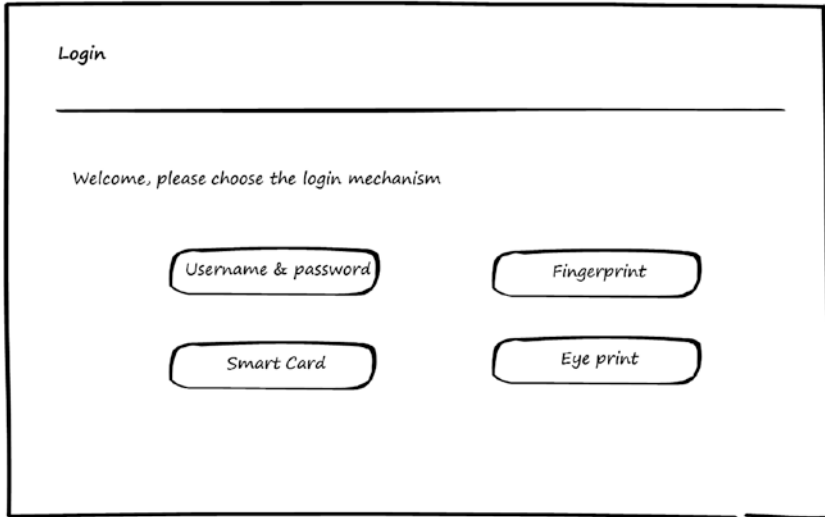 Login
Welcome, please choose the login mechanism
Username & password
Fingerprint
Smart Card
Eye print